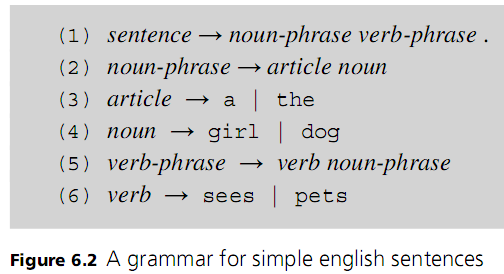 (1) sentence → noun-phrase verb-phrase .
(2) noun-phrase → article noun
(3) article → a | the
(4) noun → girl | dog
(5) verb-phrase → verb noun-phrase
(6) verb → sees | pets
Figure 6.2 A grammar for simple english sentences